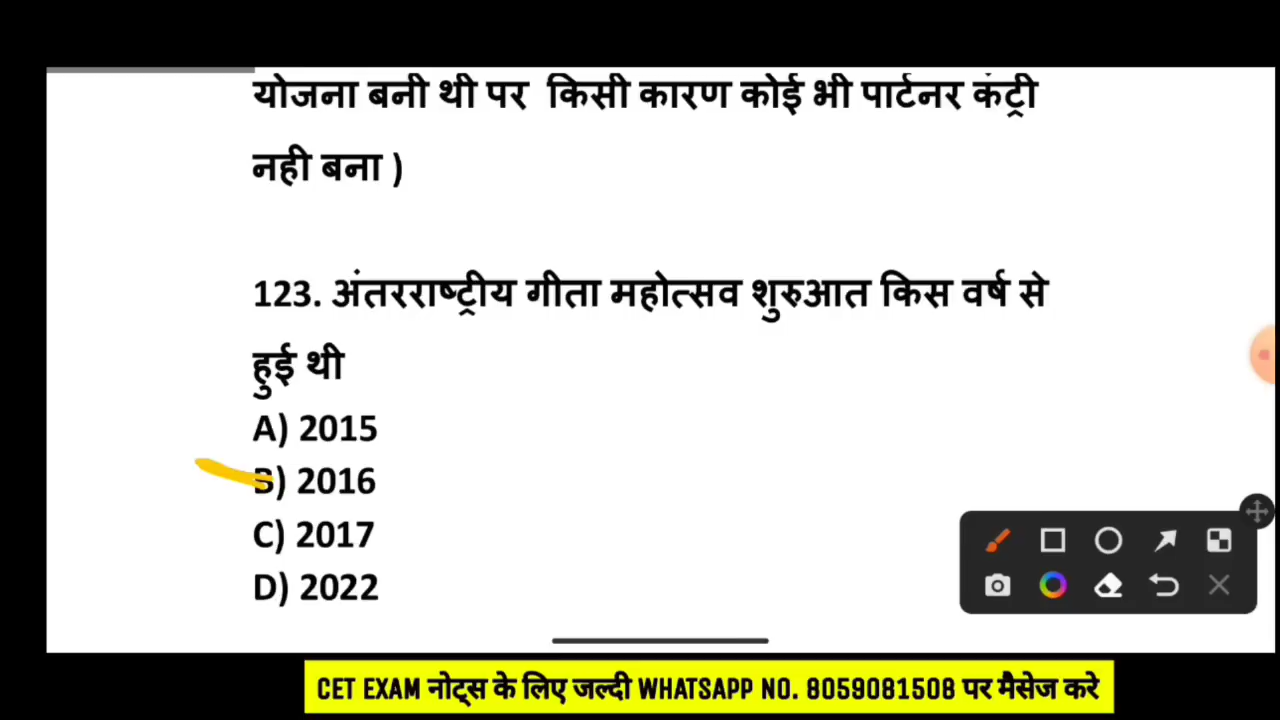 योजना बनी थी पर किसी कारण कोई भी पार्टनर कंट्री
नही बना )
123. अंतरराष्ट्रीय गीता महोत्सव शुरुआत किस वर्ष से
हुई थी
A) 2015
B) 2016
C) 2017
D) 2022
CET EXAM नोट्स के लिए जल्दी WHATSAPP NO. 8059081508 पर मैसेज करे